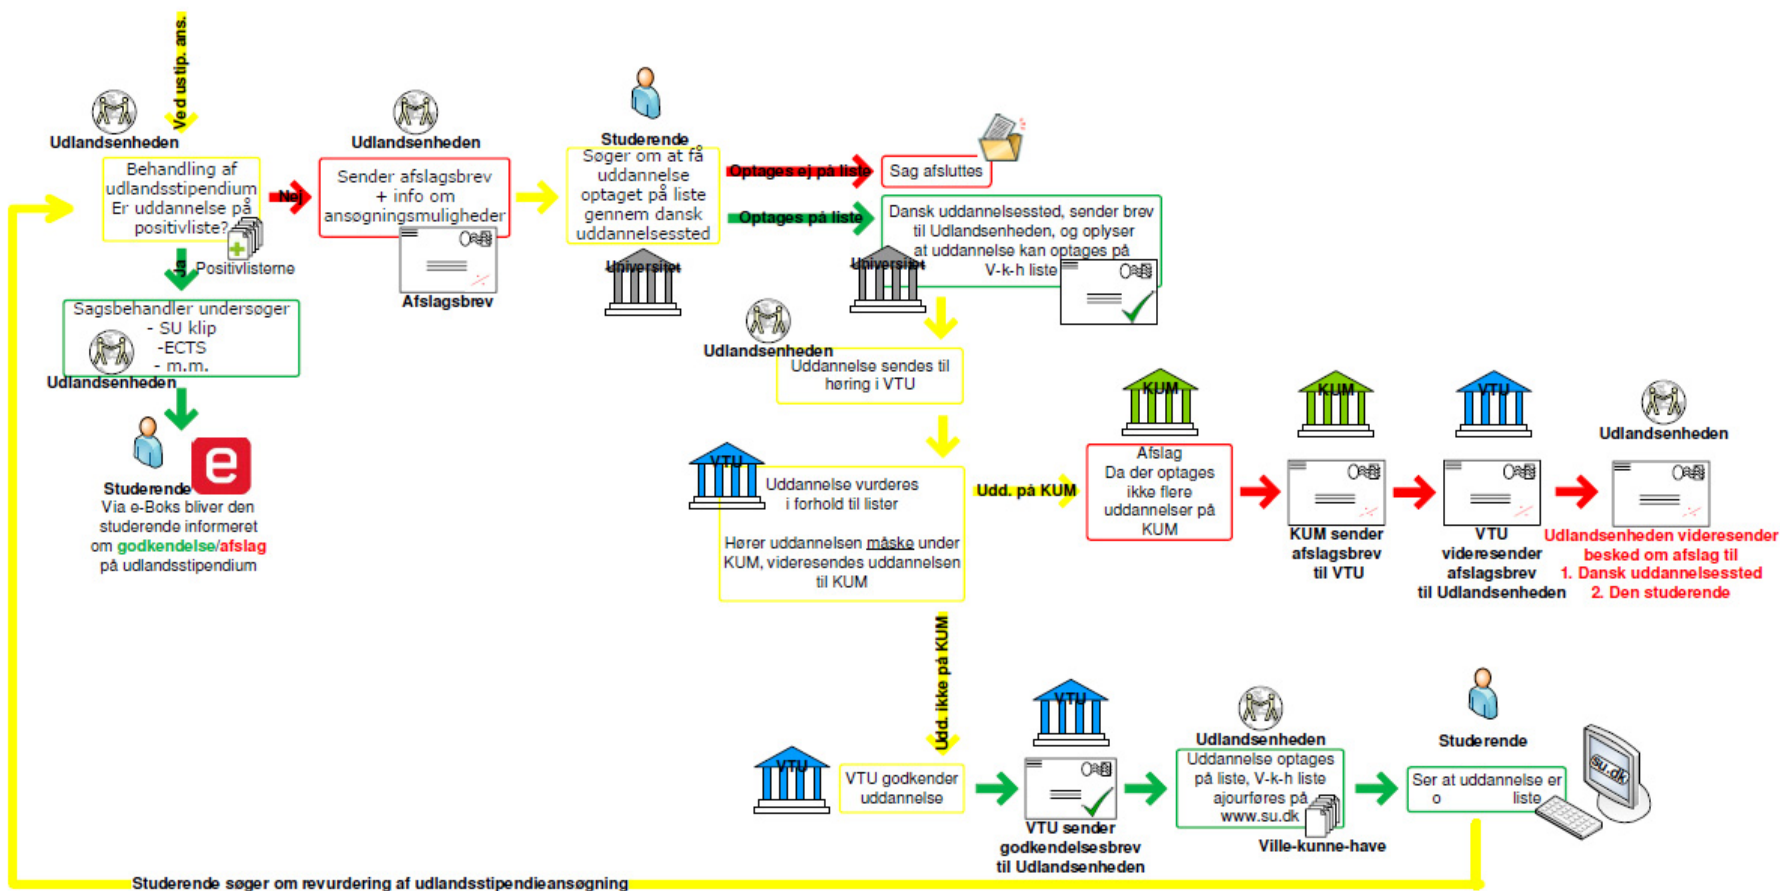 Ved ustip. ans.
Udlandsenheden
Behandling af
udlandsstipendium
Er uddannelse på
positivliste?
Positivlisterne
Nej
Ja
Sagsbehandler undersøger
- SU klip
-ECTS
- m.m.
Udlandsenheden
Studerende
Via e-Boks bliver den
studerende informeret
om godkendelse/afslag
på udlandsstipendium
e
Udlandsenheden
Sender afslagsbrev
+ info om
ansøgningsmuligheder
Afslagsbrev
Studerende
Søger om at få
uddannelse
optaget på liste
gennem dansk
uddannelsessted
Universitet
Optages ej på liste
Sag afsluttes
Optages på liste
Dansk uddannelsessted, sender brev
til Udlandsenheden, og oplyser
at uddannelse kan optages på
V-k-h liste
Universitet
Udlandsenheden
Uddannelse sendes til
høring i VTU
VTU
Uddannelse vurderes
i forhold til lister
Hører uddannelsen måske under
KUM, videresendes uddannelsen
til KUM
Udd. på KUM
KUM
Afslag
Da der optages
ikke flere
uddannelser på
KUM
KUM
KUM sender
afslagsbrev
til VTU
VTU
VTU
videresender
afslagsbrev
til Udlandsenheden
Udlandsenheden
Udlandsenheden videresender
besked om afslag til
1. Dansk uddannelsessted
2. Den studerende
Udd. ikke på KUM
VTU
VTU godkender
uddannelse
VTU
VTU sender
godkendelsesbrev
til Udlandsenheden
Udlandsenheden
Uddannelse optages
på liste, V-k-h liste
ajourføres på
www.su.dk
Ville-kunne-have
Studerende
Ser at uddannelse er
o liste
su.dk
Studerende søger om revurdering af udlandsstipendieansøgning